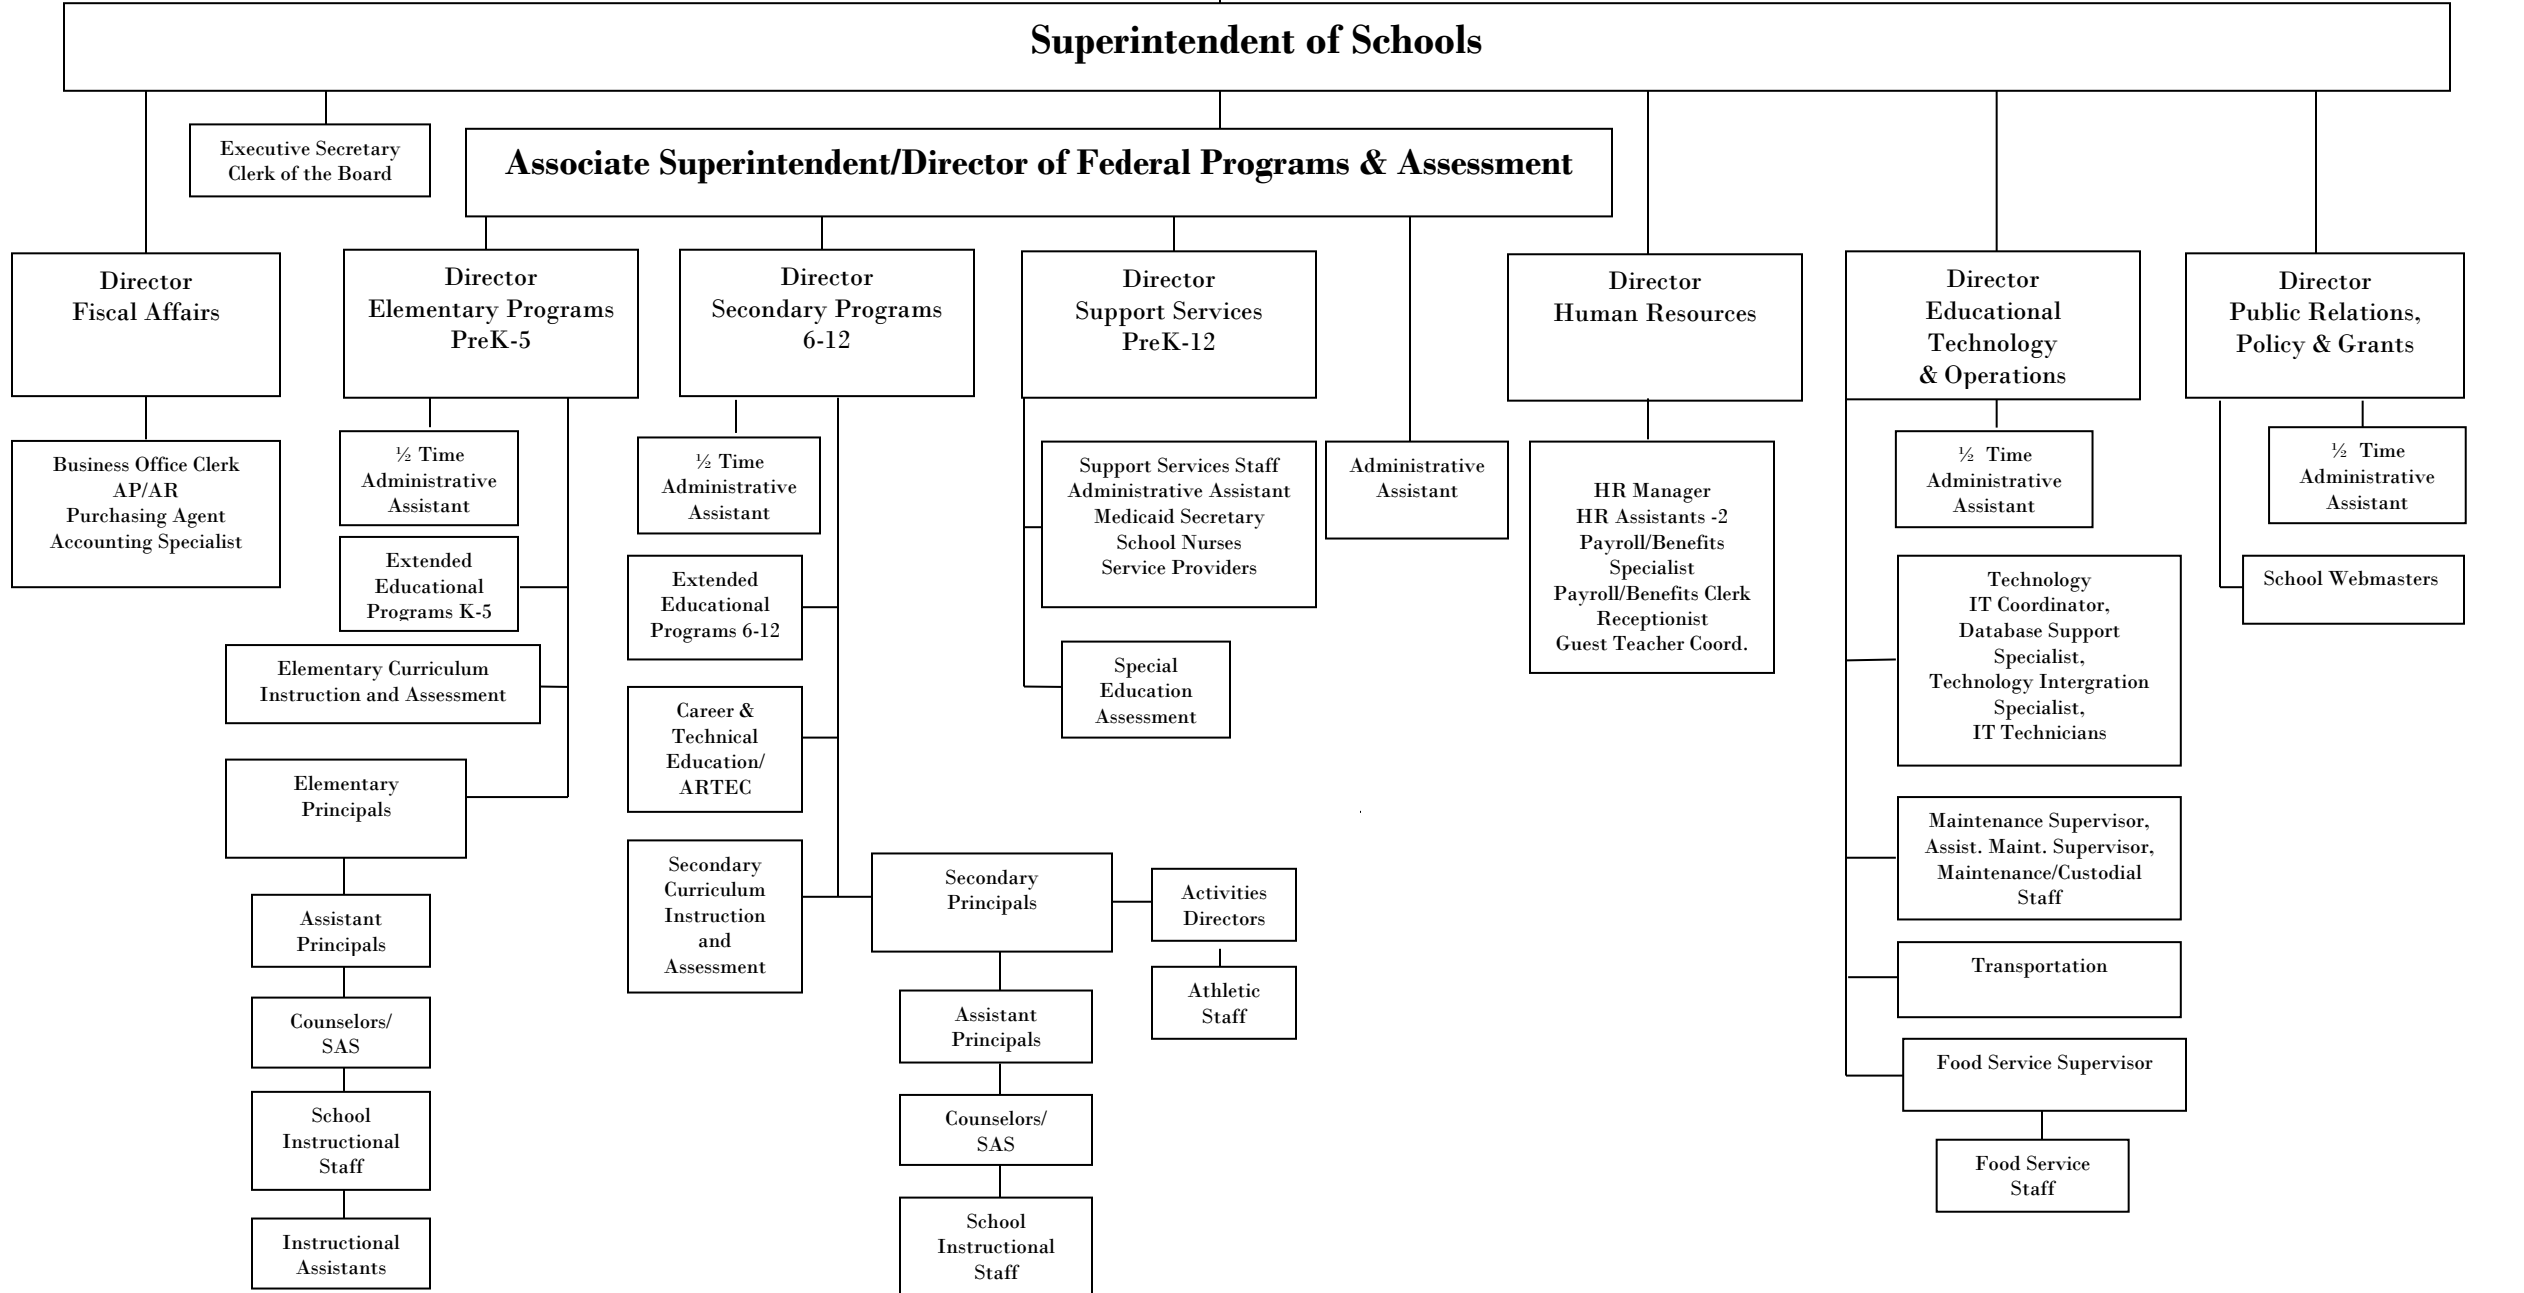 Superintendent of Schools
Executive Secretary
Clerk of the Board
Associate Superintendent/Director of Federal Programs & Assessment
Director
Fiscal Affairs
Director
Elementary Programs
PreK-5
Director
Secondary Programs
6-12
Director
Support Services
PreK-12
Director
Human Resources
Director
Educational
Technology
& Operations
Director
Public Relations,
Policy & Grants
Business Office Clerk
AP/AR
Purchasing Agent
Accounting Specialist
½ Time
Administrative
Assistant
Extended
Educational
Programs K-5
Elementary Curriculum
Instruction and Assessment
Elementary
Principals
Assistant
Principals
Counselors/
SAS
School
Instructional
Staff
Instructional
Assistants
½ Time
Administrative
Assistant
Extended
Educational
Programs 6-12
Career &
Technical
Education/
ARTEC
Secondary
Curriculum
Instruction
and
Assessment
Secondary
Principals
Activities
Directors
Athletic
Staff
Assistant
Principals
Counselors/
SAS
School
Instructional
Staff
Support Services Staff
Administrative Assistant
Medicaid Secretary
School Nurses
Service Providers
Special
Education
Assessment
Administrative
Assistant
HR Manager
HR Assistants -2
Payroll/Benefits
Specialist
Payroll/Benefits Clerk
Receptionist
Guest Teacher Coord.
½  Time
Administrative
Assistant
Technology
IT Coordinator,
Database Support
Specialist,
Technology Intergration
Specialist,
IT Technicians
Maintenance Supervisor,
Assist. Maint. Supervisor,
Maintenance/Custodial
Staff
Transportation
Food Service Supervisor
Food Service
Staff
½  Time
Administrative
Assistant
School Webmasters